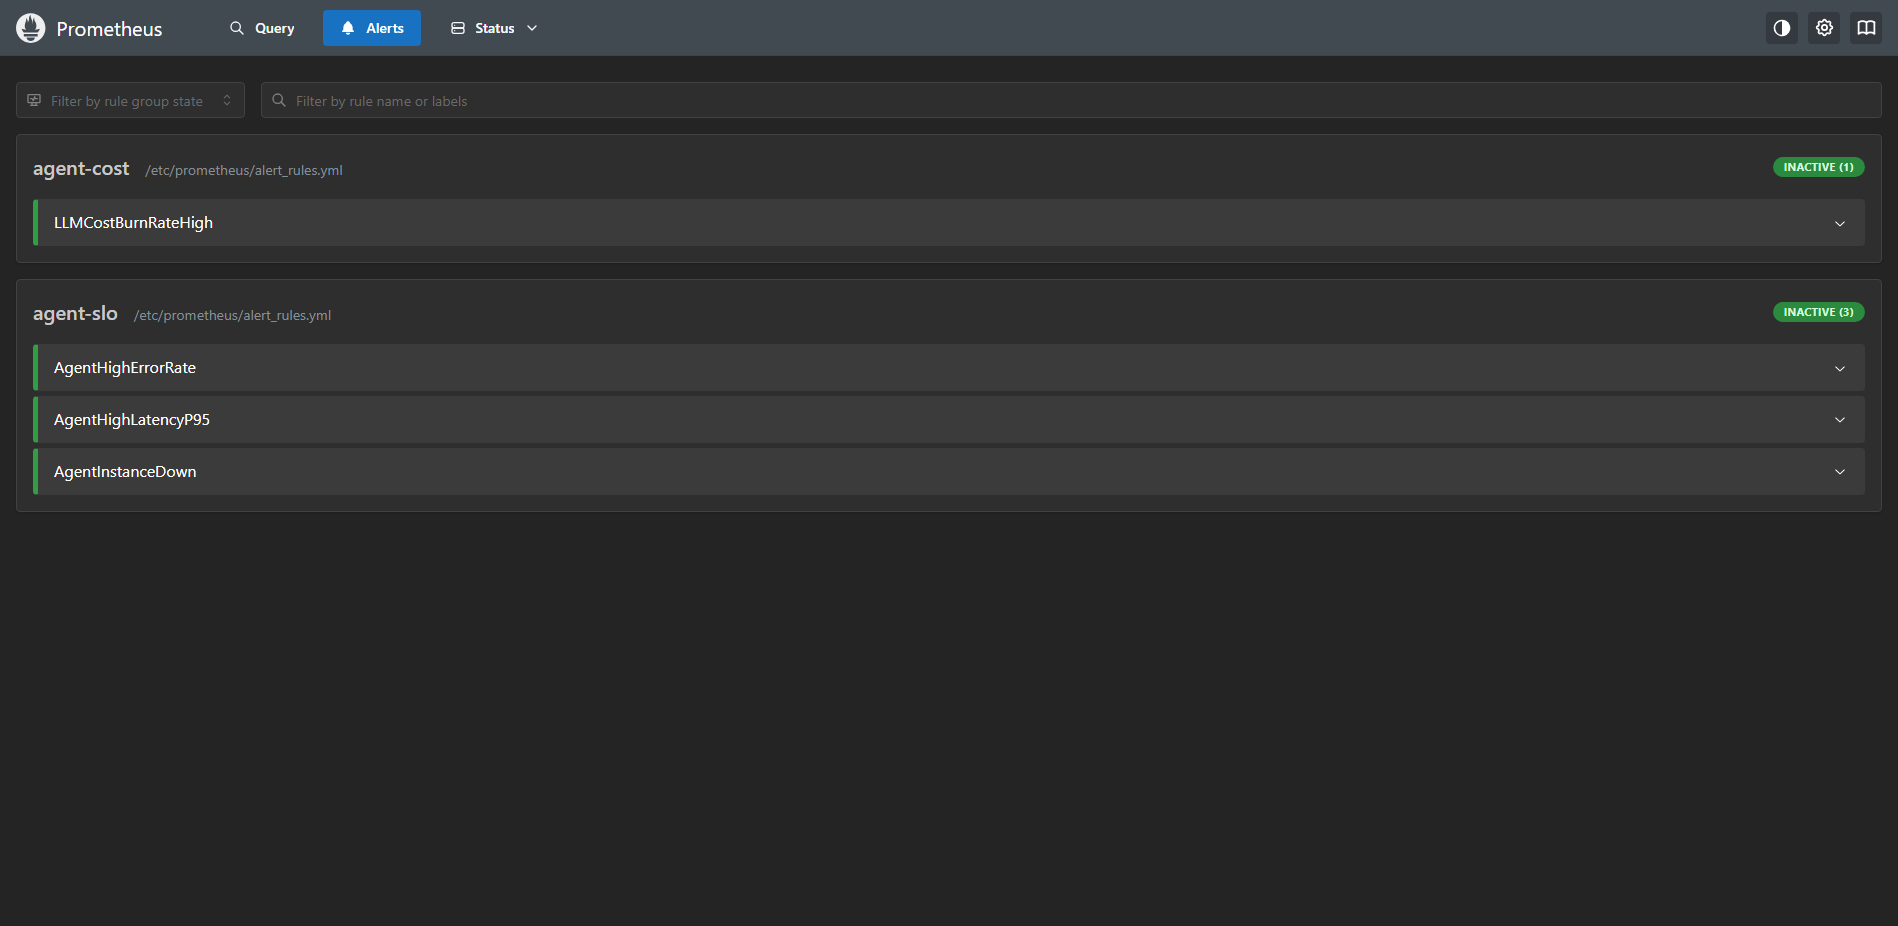 Prometheus
Query
Alerts
Status
Filter by rule group state
Filter by rule name or labels
agent-cost /etc/prometheus/alert_rules.yml INACTIVE (1)
LLMCostBurnRateHigh
agent-slo /etc/prometheus/alert_rules.yml INACTIVE (3)
AgentHighErrorRate
AgentHighLatencyP95
AgentInstanceDown